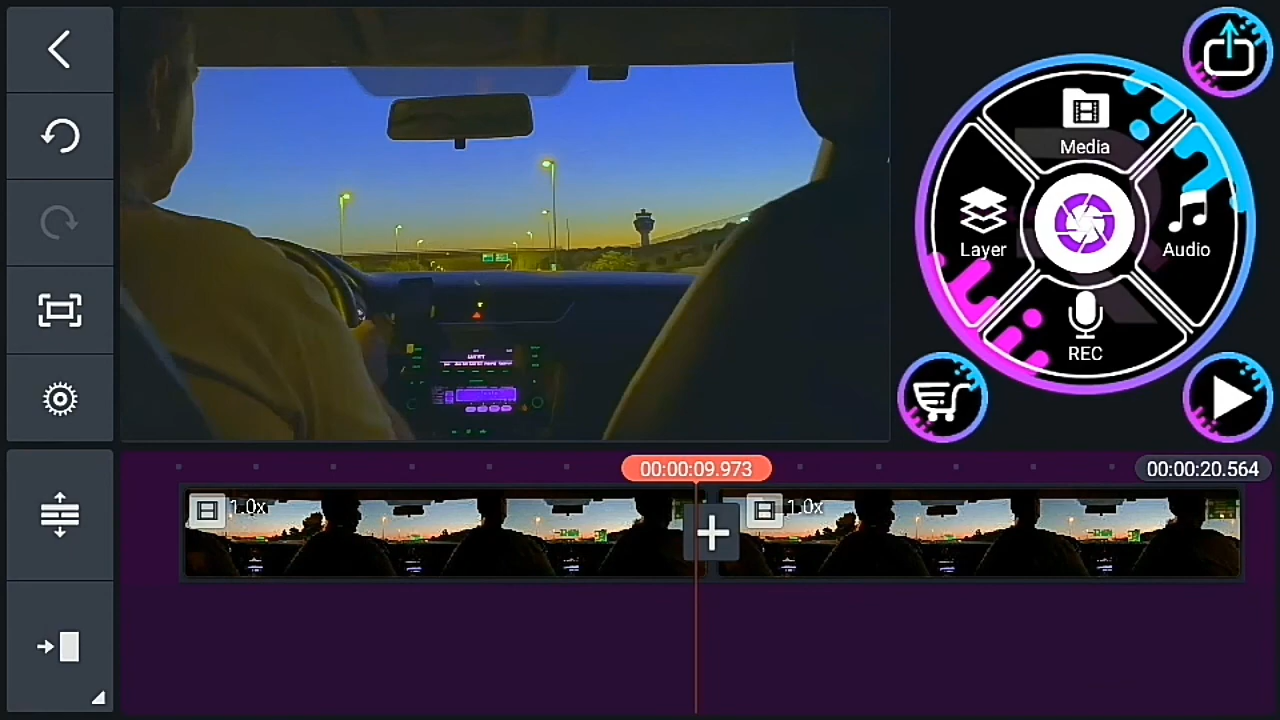 Media
Layer
Audio
REC
00:00:09.973
00:00:20.564
1.0x
1.0x